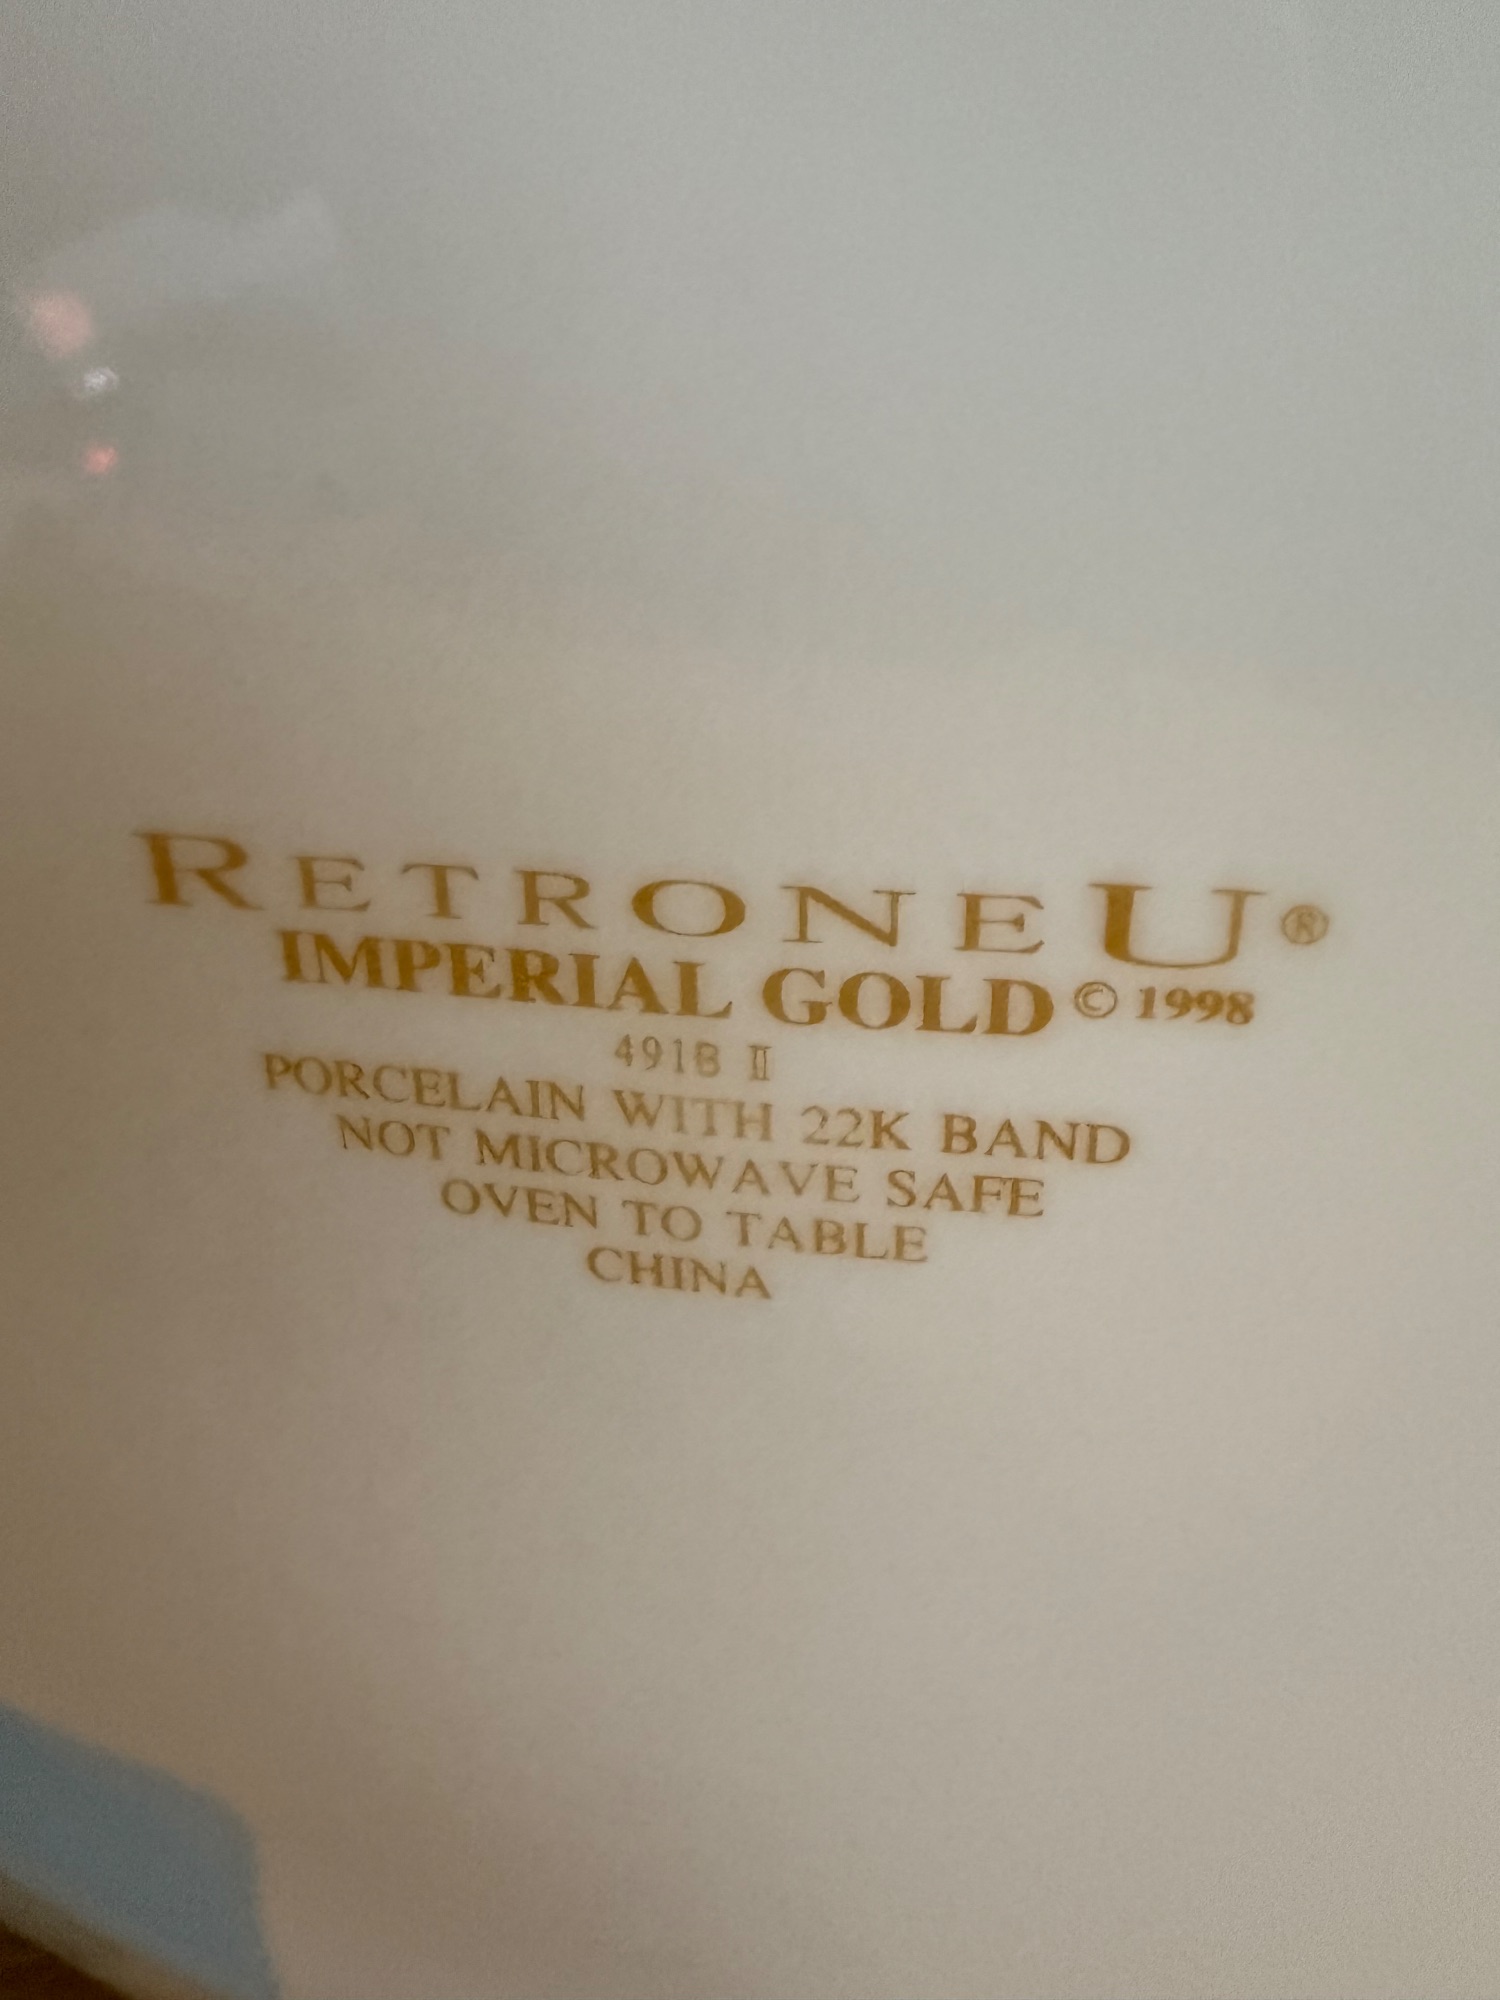 RETRONEU®
IMPERIAL GOLD © 1998
4918 II
PORCELAIN WITH 22K BAND
NOT MICROWAVE SAFE
OVEN TO TABLE
CHINA